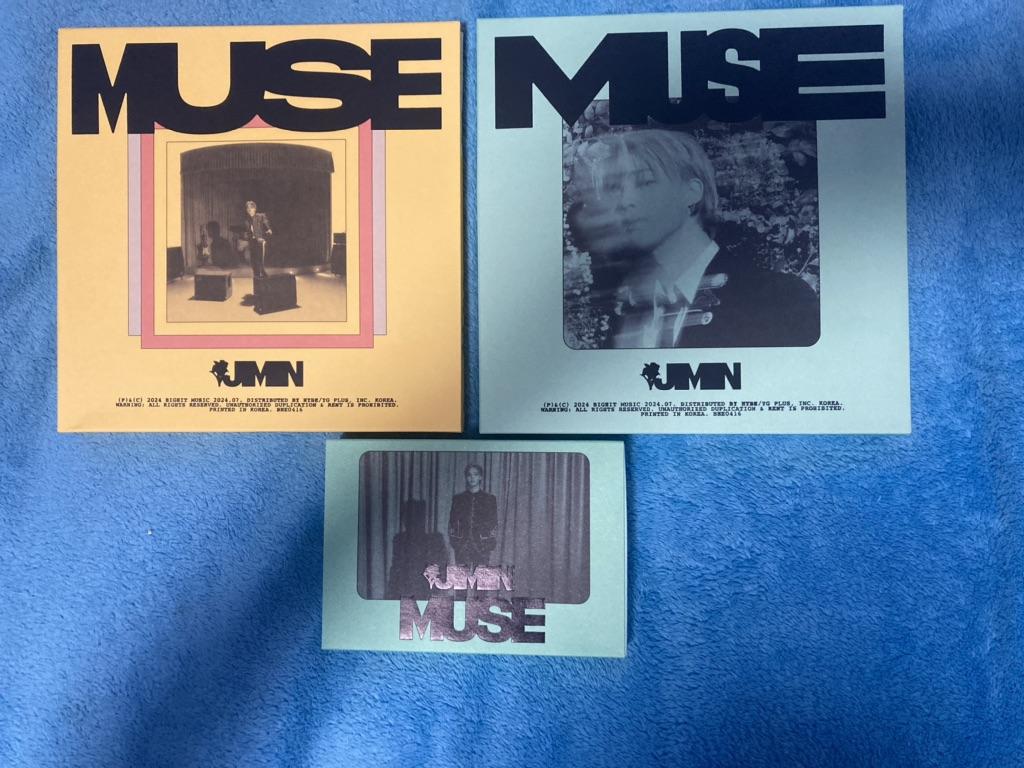 MUSE
JIMIN
(P)&(C) 2024 BIGHIT MUSIC 2024.07. DISTRIBUTED BY HYBE/YG PLUS, INC. KOREA.
WARNING: ALL RIGHTS RESERVED. UNAUTHORIZED DUPLICATION & RENT IS PROHIBITED.
PRINTED IN KOREA. BHE0416
MUSE
JIMIN
(P)&(C) 2024 BIGHIT MUSIC 2024.07. DISTRIBUTED BY HYBE/YG PLUS, INC. KOREA.
WARNING: ALL RIGHTS RESERVED. UNAUTHORIZED DUPLICATION & RENT IS PROHIBITED.
PRINTED IN KOREA. BHE0416
JIMIN
MUSE